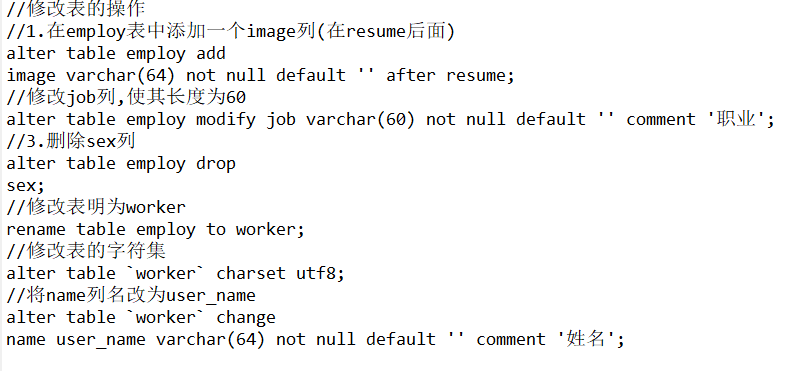 //修改表的操作
//1.在employ表中添加一个image列(在resume后面)
alter table employ add
image varchar(64) not null default '' after resume;
//修改job列,使其长度为60
alter table employ modify job varchar(60) not null default '' comment '职业';
//3.删除sex列
alter table employ drop
sex;
//修改表明为worker
rename table employ to worker;
//修改表的字符集
alter table `worker` charset utf8;
//将name列名改为user_name
alter table `worker` change
name user_name varchar(64) not null default '' comment '姓名';